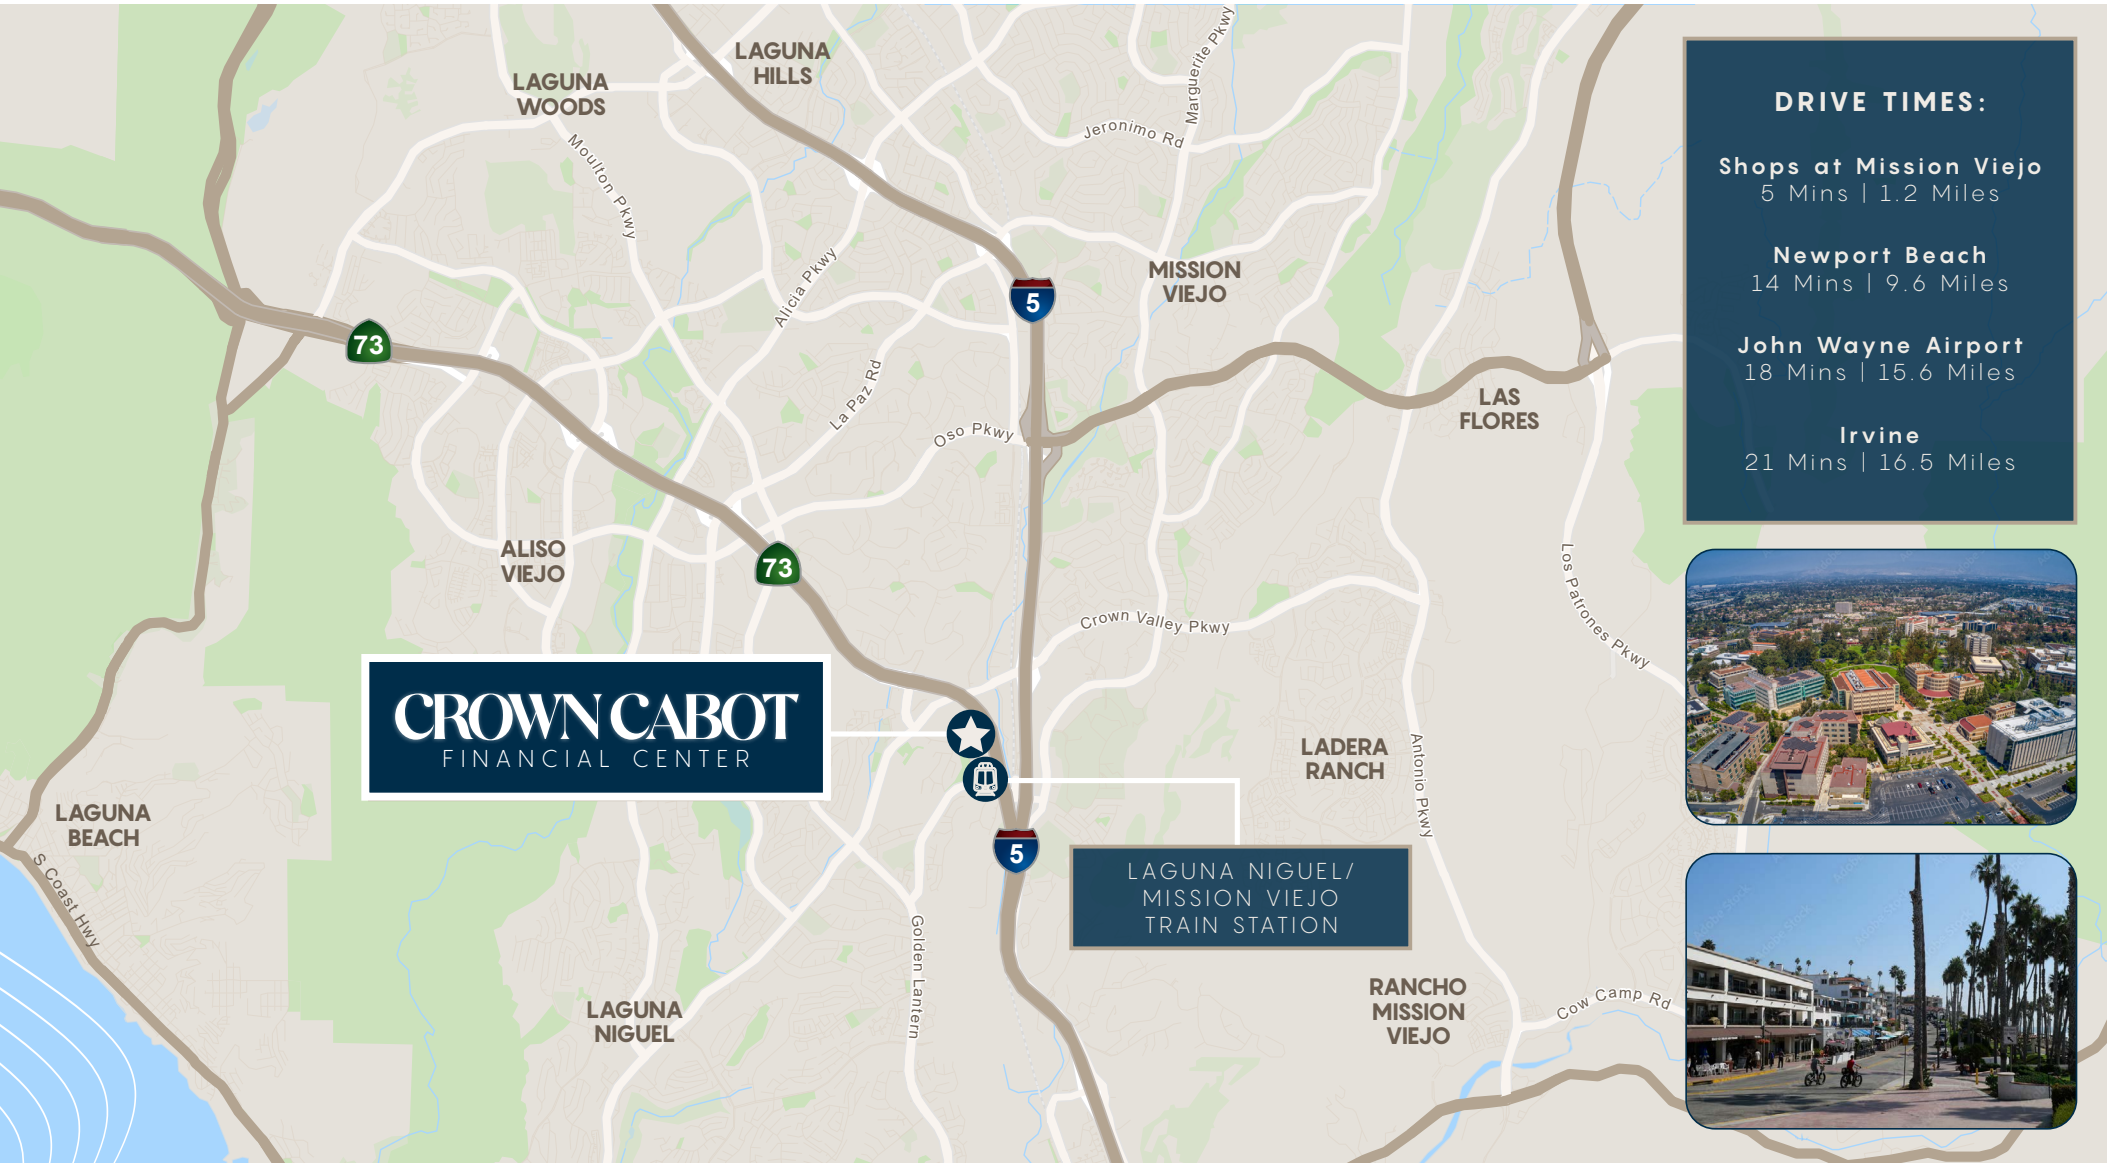 LAGUNA
HILLS
LAGUNA
WOODS
Marguerite Pkwy
Jeronimo Rd
Moulton Pkwy
Alicia Pkwy
MISSION
VIEJO
5
73
La Paz Rd
Oso Pkwy
LAS
FLORES
ALISO
VIEJO
73
Los Patrones Pkwy
Crown Valley Pkwy
CROWN CABOT
FINANCIAL CENTER
LADERA
RANCH
Antonio Pkwy
LAGUNA
BEACH
S Coast Hwy
5
LAGUNA NIGUEL/
MISSION VIEJO
TRAIN STATION
Golden Lantern
LAGUNA
NIGUEL
RANCHO
MISSION
VIEJO
Cow Camp Rd
DRIVE TIMES:
Shops at Mission Viejo
5 Mins | 1.2 Miles
Newport Beach
14 Mins | 9.6 Miles
John Wayne Airport
18 Mins | 15.6 Miles
Irvine
21 Mins | 16.5 Miles